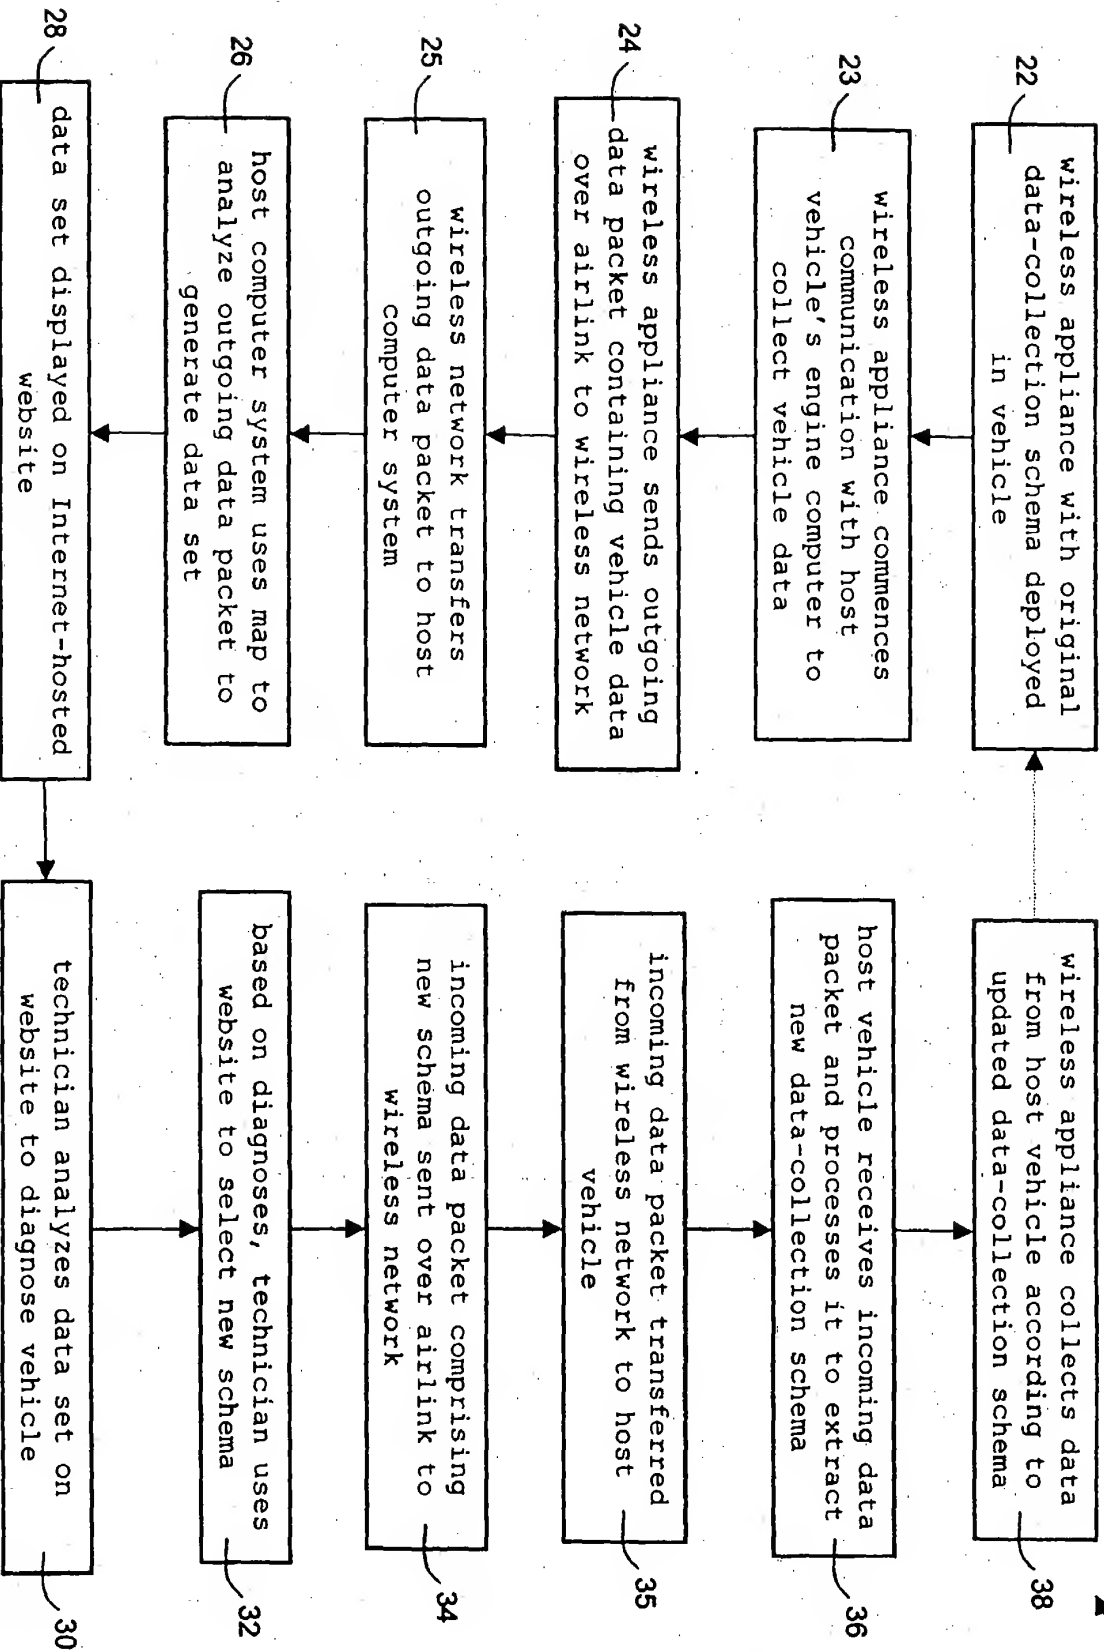 22
wireless appliance with original
data-collection schema deployed
in vehicle
23
wireless appliance commences
communication with host
vehicle's engine computer to
collect vehicle data
24
wireless appliance sends outgoing
data packet containing vehicle data
over airlink to wireless network
25
wireless network transfers
outgoing data packet to host
computer system
26
host computer system uses map to
analyze outgoing data packet to
generate data set
28
data set displayed on Internet-hosted
website
technician analyzes data set on
website to diagnose vehicle
30
based on diagnoses, technician uses
website to select new schema
32
incoming data packet comprising
new schema sent over airlink to
wireless network
34
incoming data packet transferred
from wireless network to host
vehicle
35
host vehicle receives incoming data
packet and processes it to extract
new data-collection schema
36
wireless appliance collects data
from host vehicle according to
updated data-collection schema
38